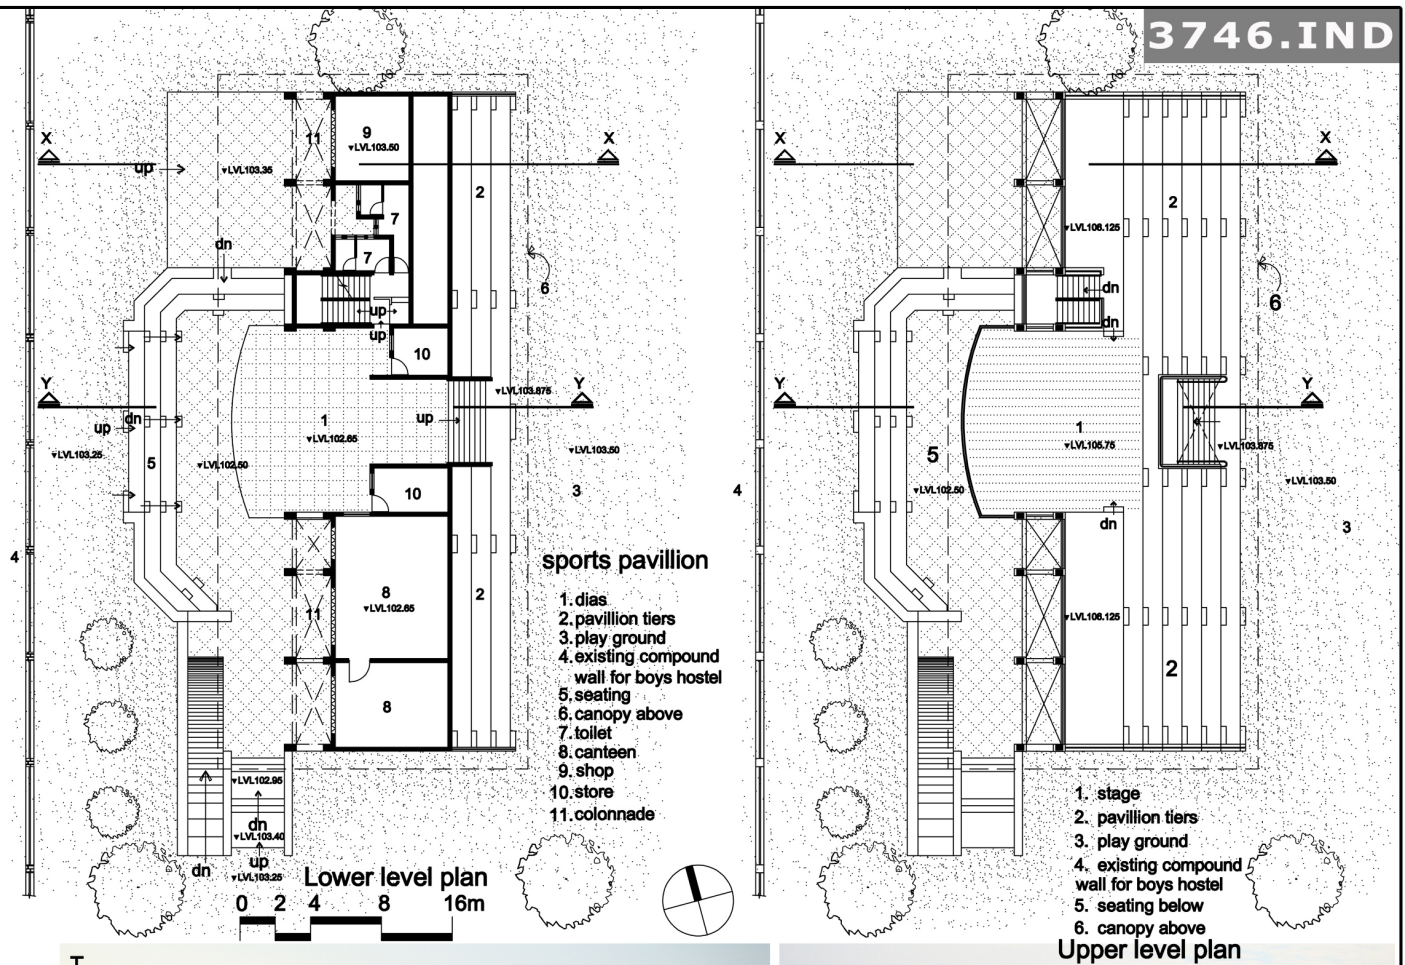 3746.IND
X
X
9
▾LVL103.50
11
up
▾LVL103.35
2
7
dn
7
6
up
up
10
Y
Y
▾LVL103.875
dn
up
1
up
▾LVL102.65
▾LVL103.25
5
▾LVL102.50
▾LVL103.50
10
3
4
8
▾LVL102.65
11
2
8
sports pavillion
1. dias
2. pavillion tiers
3. play ground
4. existing compound
wall for boys hostel
5. seating
6. canopy above
7. toilet
8. canteen
9. shop
10. store
11. colonnade
▾LVL102.95
dn
▾LVL103.40
up
dn
▾LVL103.25
Lower level plan
0 2 4 8 16m
X
X
2
▾LVL106.125
dn
6
dn
Y
Y
1
5
▾LVL105.75
▾LVL103.875
▾LVL102.50
▾LVL103.50
4
dn
3
▾LVL106.125
2
1. stage
2. pavillion tiers
3. play ground
4. existing compound
wall for boys hostel
5. seating below
6. canopy above
Upper level plan